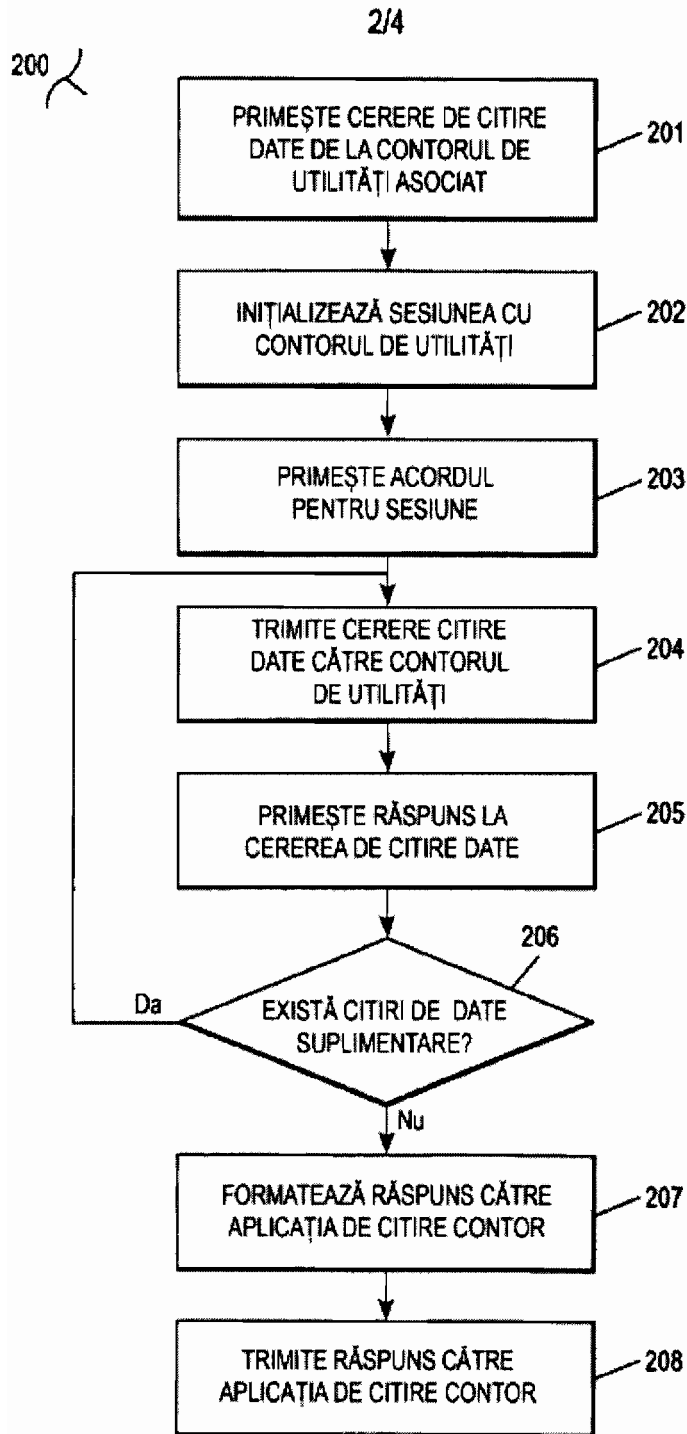 2/4
200
PRIMEȘTE CERERE DE CITIRE
DATE DE LA CONTORUL DE
UTILITĂȚI ASOCIAT
201
INIȚIALIZEAZĂ SESIUNEA CU
CONTORUL DE UTILITĂȚI
202
PRIMEȘTE ACORDUL
PENTRU SESIUNE
203
TRIMITE CERERE CITIRE
DATE CĂTRE CONTORUL
DE UTILITĂȚI
204
PRIMEȘTE RĂSPUNS LA
CEREREA DE CITIRE DATE
205
206
Da
EXISTĂ CITIRI DE DATE
SUPLIMENTARE?
Nu
FORMATEAZĂ RĂSPUNS CĂTRE
APLICAȚIA DE CITIRE CONTOR
207
TRIMITE RĂSPUNS CĂTRE
APLICAȚIA DE CITIRE CONTOR
208